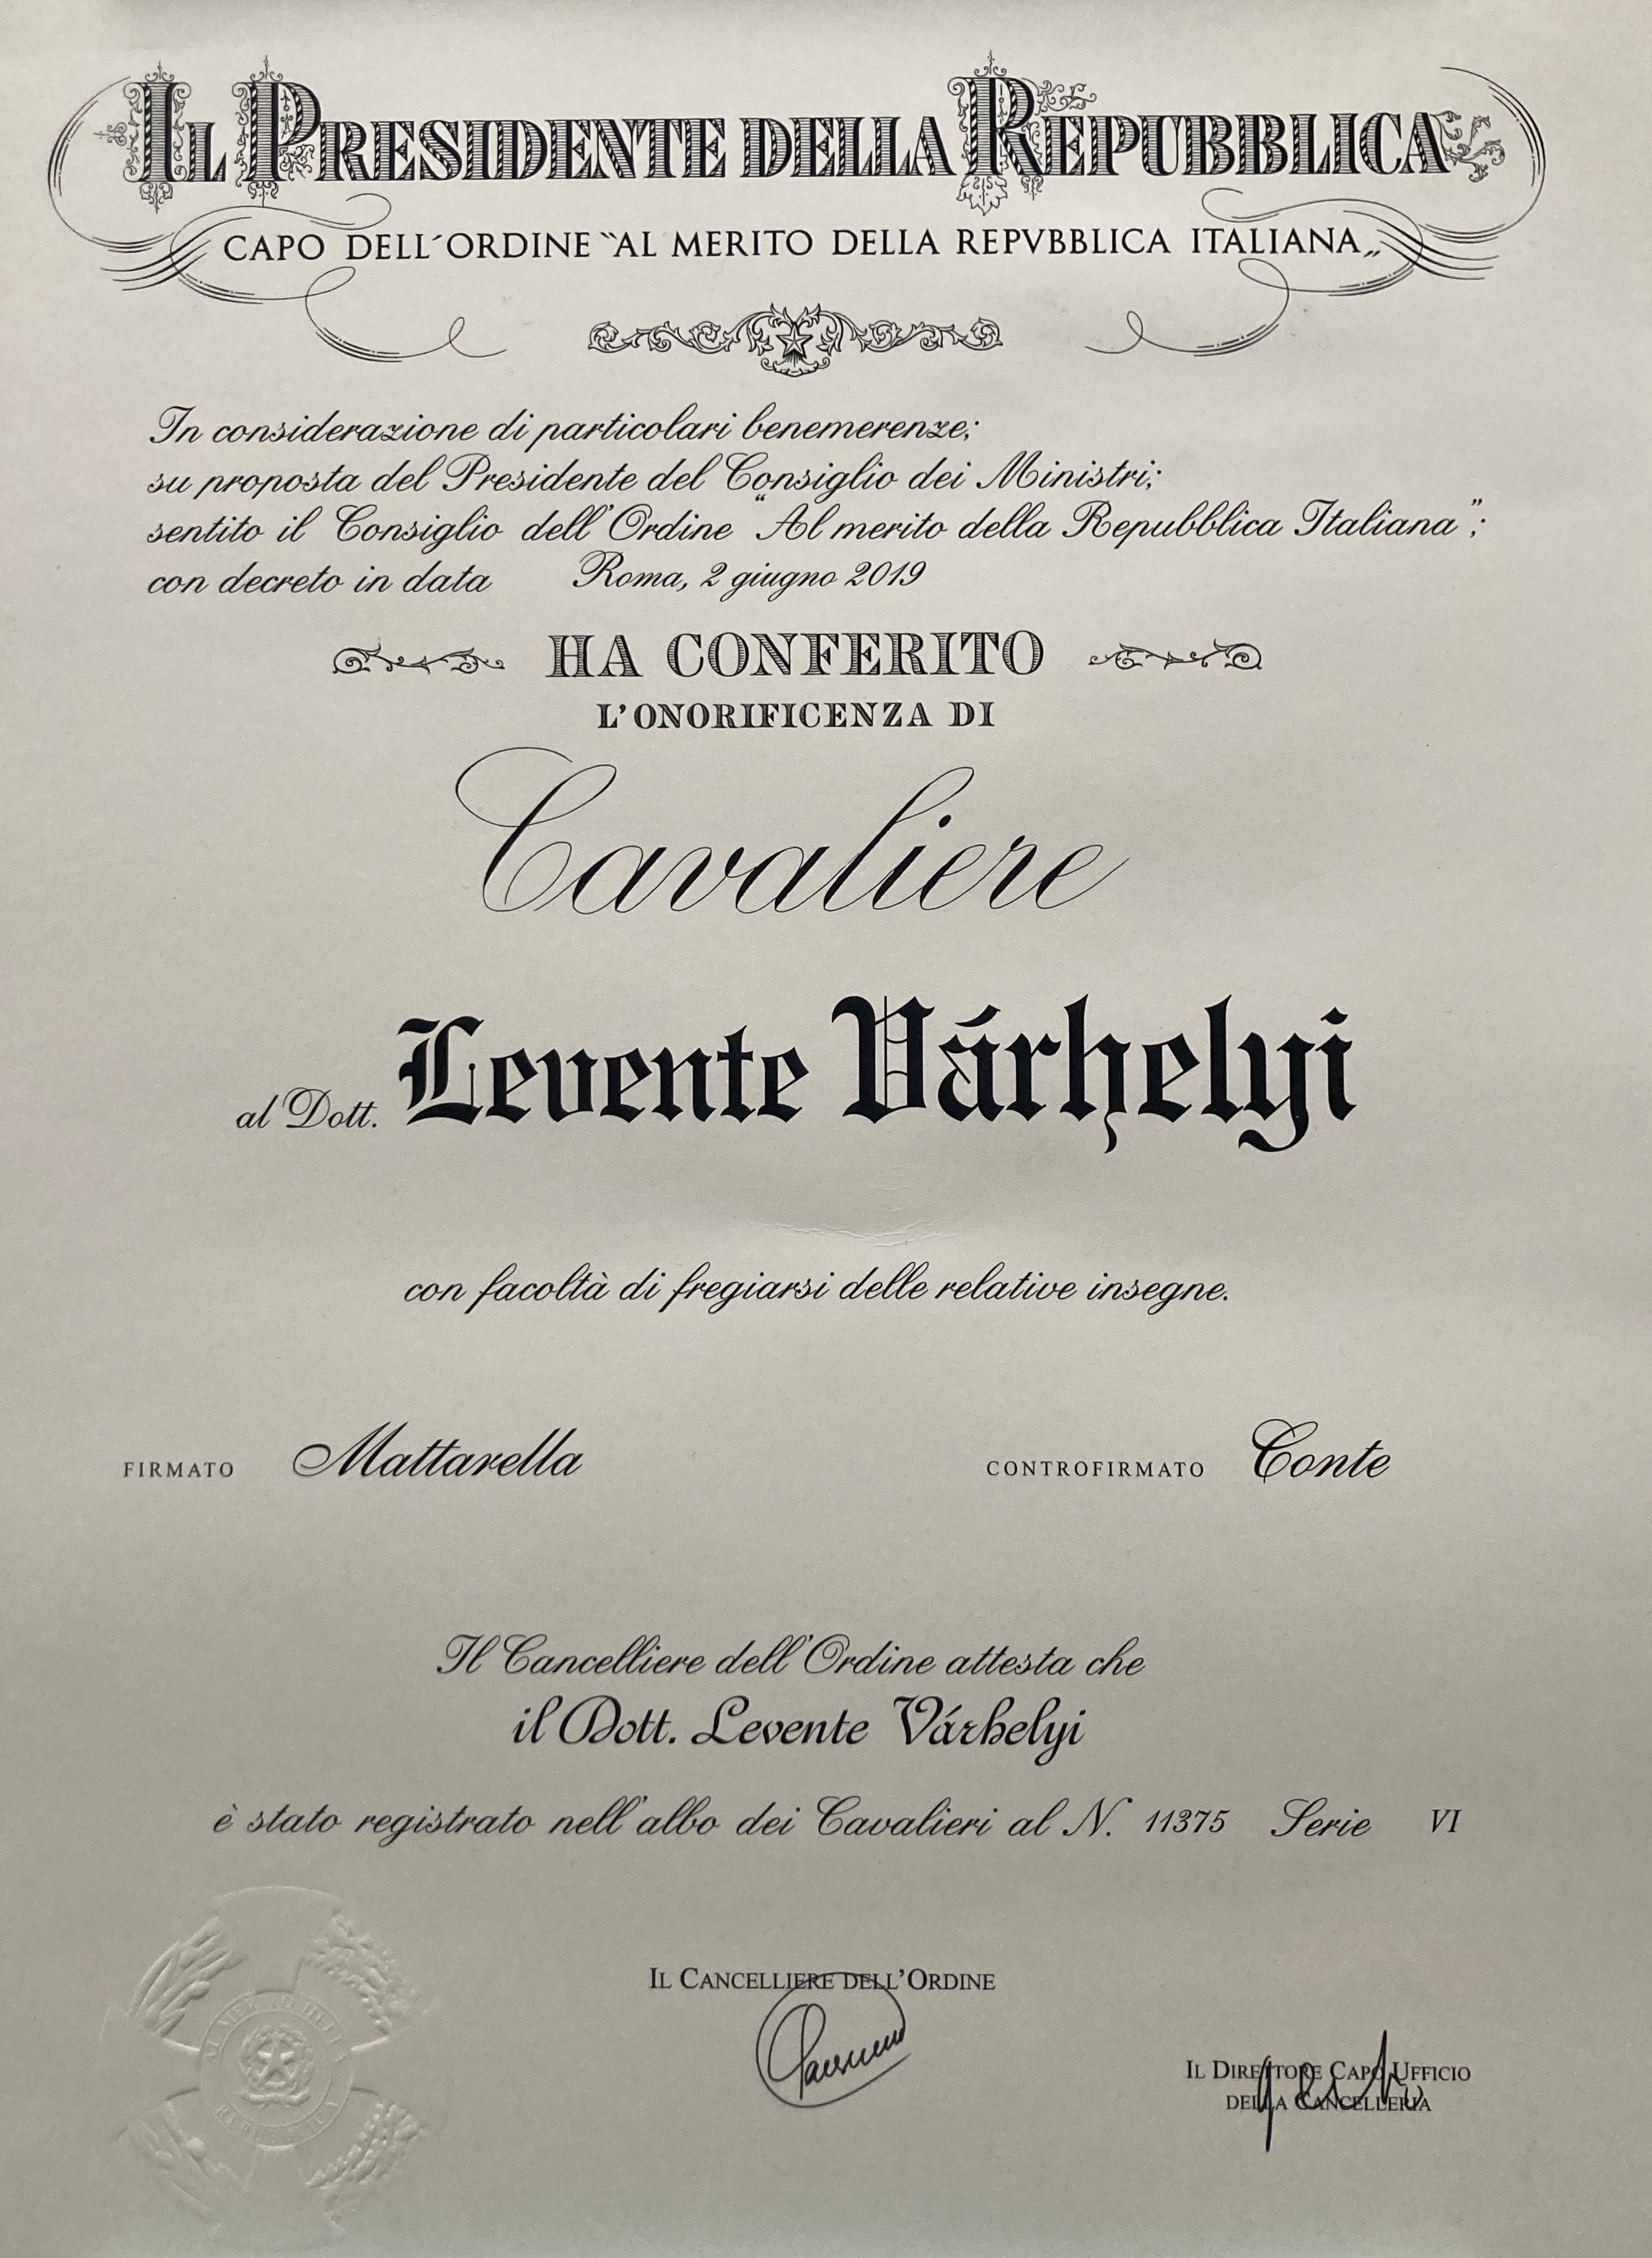 IL PRESIDENTE DELLA REPUBBLICA
CAPO DELL´ORDINE “AL MERITO DELLA REPVBBLICA ITALIANA„
In considerazione di particolari benemerenze;
su proposta del Presidente del Consiglio dei Ministri;
sentito il Consiglio dell'Ordine “Al merito della Repubblica Italiana”;
con decreto in data Roma, 2 giugno 2019
HA CONFERITO
L'ONORIFICENZA DI
Cavaliere
al Dott. Levente Várhelyi
con facoltà di fregiarsi delle relative insegne.
FIRMATO Mattarella CONTROFIRMATO Conte
Il Cancelliere dell'Ordine attesta che
il Dott. Levente Várhelyi
è stato registrato nell'albo dei Cavalieri al N. 11375 Serie VI
IL CANCELLIERE DELL'ORDINE
IL DIRETTORE CAPO UFFICIO
DELLA CANCELLERIA